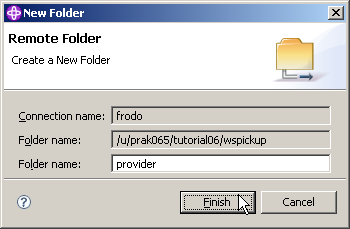 New Folder
Remote Folder
Create a New Folder
Connection name: frodo
Folder name: /u/prak065/tutorial06/wspickup
Folder name: provider
? Finish Cancel